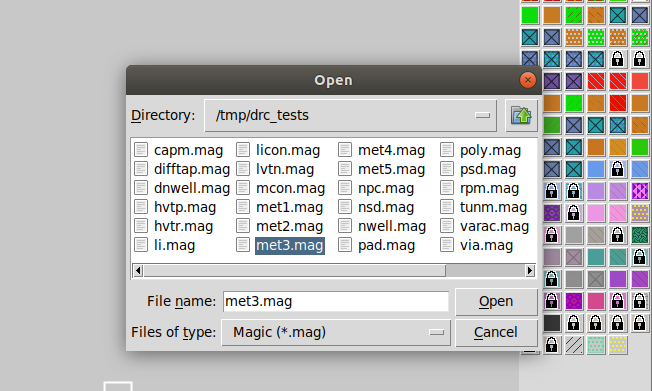 Open
Directory: /tmp/drc_tests
capm.mag licon.mag met4.mag poly.mag
difftap.mag lvtn.mag met5.mag psd.mag
dnwell.mag mcon.mag npc.mag rpm.mag
hvtp.mag met1.mag nsd.mag tunm.mag
hvtr.mag met2.mag nwell.mag varac.mag
li.mag met3.mag pad.mag via.mag
File name: met3.mag Open
Files of type: Magic (*.mag) Cancel